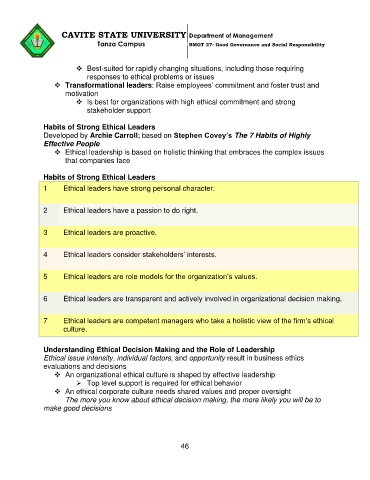 CAVITE STATE UNIVERSITY Department of Management
Tanza Campus BMGT 27- Good Governance and Social Responsibility
❖ Best-suited for rapidly changing situations, including those requiring
responses to ethical problems or issues
❖ Transformational leaders: Raise employees' commitment and foster trust and
motivation
❖ Is best for organizations with high ethical commitment and strong
stakeholder support
Habits of Strong Ethical Leaders
Developed by Archie Carroll; based on Stephen Covey's The 7 Habits of Highly
Effective People
❖ Ethical leadership is based on holistic thinking that embraces the complex issues
that companies face
Habits of Strong Ethical Leaders
1 Ethical leaders have strong personal character.
2 Ethical leaders have a passion to do right.
3 Ethical leaders are proactive.
4 Ethical leaders consider stakeholders' interests.
5 Ethical leaders are role models for the organization's values.
6 Ethical leaders are transparent and actively involved in organizational decision making.
7 Ethical leaders are competent managers who take a holistic view of the firm's ethical
culture.
Understanding Ethical Decision Making and the Role of Leadership
Ethical issue intensity, individual factors, and opportunity result in business ethics
evaluations and decisions
❖ An organizational ethical culture is shaped by effective leadership
➢ Top level support is required for ethical behavior
❖ An ethical corporate culture needs shared values and proper oversight
The more you know about ethical decision making, the more likely you will be to
make good decisions
46